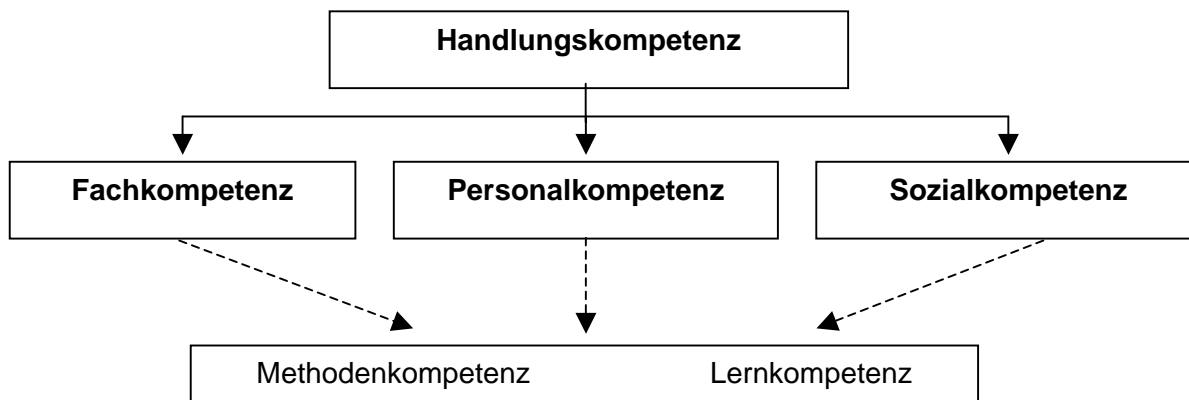 Handlungskompetenz
Fachkompetenz Personalkompetenz Sozialkompetenz
Methodenkompetenz Lernkompetenz